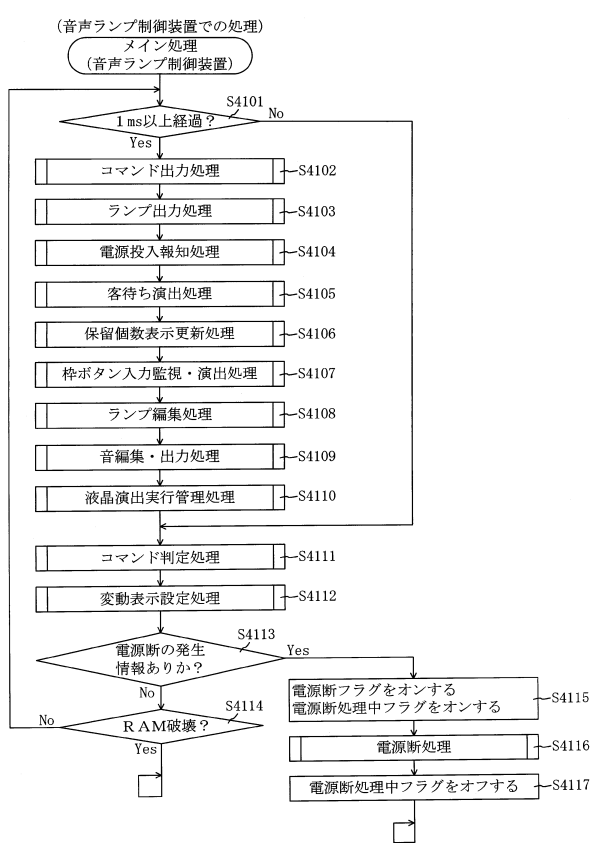 (音声ランプ制御装置での処理)
メイン処理
(音声ランプ制御装置)
S4101
1ms以上経過?
No
Yes
コマンド出力処理
S4102
ランプ出力処理
S4103
電源投入報知処理
S4104
客待ち演出処理
S4105
保留個数表示更新処理
S4106
枠ボタン入力監視・演出処理
S4107
ランプ編集処理
S4108
音編集・出力処理
S4109
液晶演出実行管理処理
S4110
コマンド判定処理
S4111
変動表示設定処理
S4112
S4113
電源断の発生
情報ありか?
Yes
No
S4114
RAM破壊?
No
Yes
電源断フラグをオンする
電源断処理中フラグをオンする
S4115
電源断処理
S4116
電源断処理中フラグをオフする
S4117